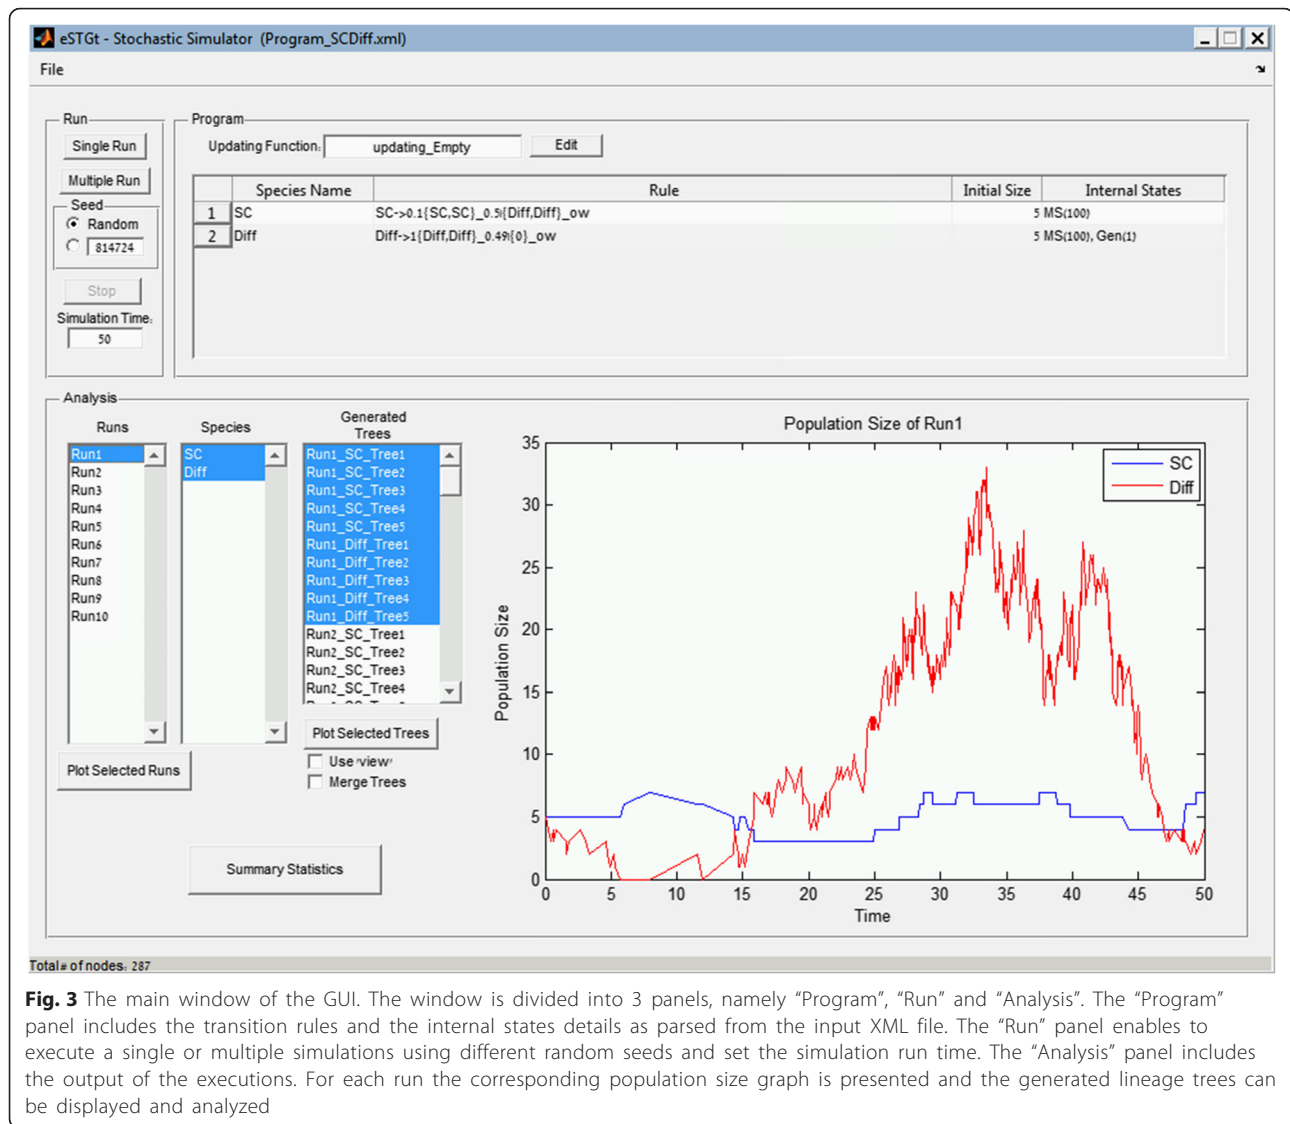 eSTGt - Stochastic Simulator (Program_SCDiff.xml)
File
Run
Single Run
Multiple Run
Seed
Random
814724
Stop
Simulation Time:
50
Program
Updating Function:
updating_Empty
Edit
Species Name Rule Initial Size Internal States
1 SC SC->0.1{SC,SC}_0.5|{Diff,Diff}_ow 5 MS(100)
2 Diff Diff->1{Diff,Diff}_0.49|{0}_ow 5 MS(100), Gen(1)
Analysis
Runs
Run1
Run2
Run3
Run4
Run5
Run6
Run7
Run8
Run9
Run10
Plot Selected Runs
Species
SC
Diff
Generated
Trees
Run1_SC_Tree1
Run1_SC_Tree2
Run1_SC_Tree3
Run1_SC_Tree4
Run1_SC_Tree5
Run1_Diff_Tree1
Run1_Diff_Tree2
Run1_Diff_Tree3
Run1_Diff_Tree4
Run1_Diff_Tree5
Run2_SC_Tree1
Run2_SC_Tree2
Run2_SC_Tree3
Run2_SC_Tree4
Plot Selected Trees
Use 'view'
Merge Trees
Summary Statistics
Population Size of Run1
Population Size
35
30
25
20
15
10
5
0
SC
Diff
0 5 10 15 20 25 30 35 40 45 50
Time
Total# of nodes: 287
Fig. 3 The main window of the GUI. The window is divided into 3 panels, namely “Program”, “Run” and “Analysis”. The “Program”
panel includes the transition rules and the internal states details as parsed from the input XML file. The “Run” panel enables to
execute a single or multiple simulations using different random seeds and set the simulation run time. The “Analysis” panel includes
the output of the executions. For each run the corresponding population size graph is presented and the generated lineage trees can
be displayed and analyzed